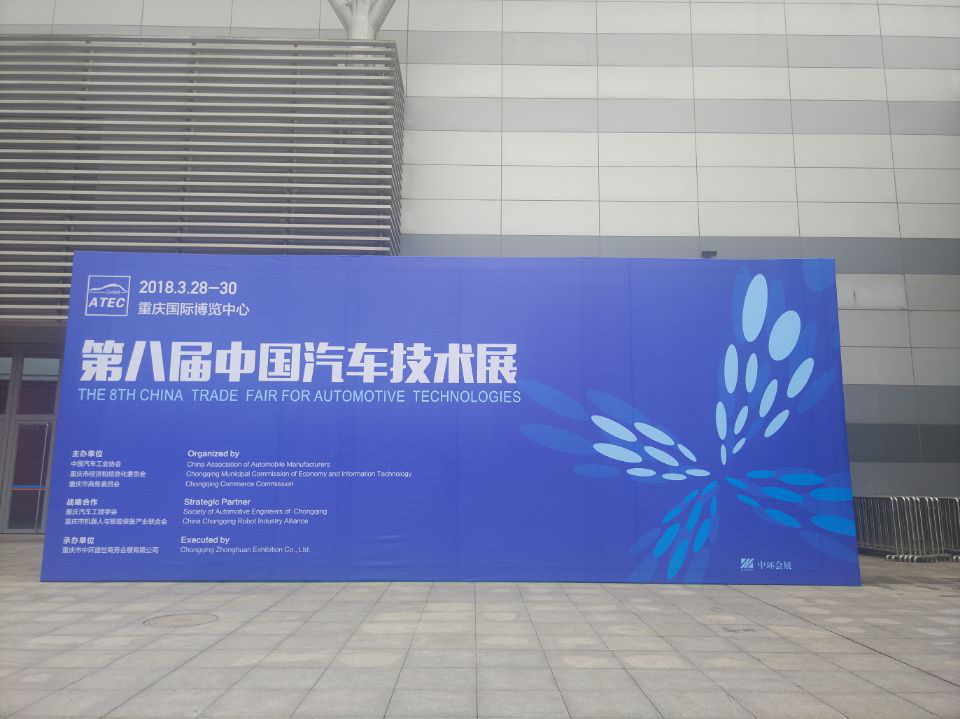 CHINA
ATEC
2018.3.28—30
重庆国际博览中心
第八届中国汽车技术展
THE 8TH CHINA TRADE FAIR FOR AUTOMOTIVE TECHNOLOGIES
主办单位 Organized by
中国汽车工业协会 China Association of Automobile Manufacturers
重庆市经济和信息化委员会 Chongqing Municipal Commission of Economy and Information Technology
重庆市商务委员会 Chongqing Commerce Commission
战略合作 Strategic Partner
重庆汽车工程学会 Society of Automotive Engineers of Chongqing
重庆市机器人与智能装备产业联合会 China Chongqing Robot Industry Alliance
承办单位 Executed by
重庆市中环盛世商务会展有限公司 Chongqing Zhonghuan Exhibition Co., Ltd.
中环会展